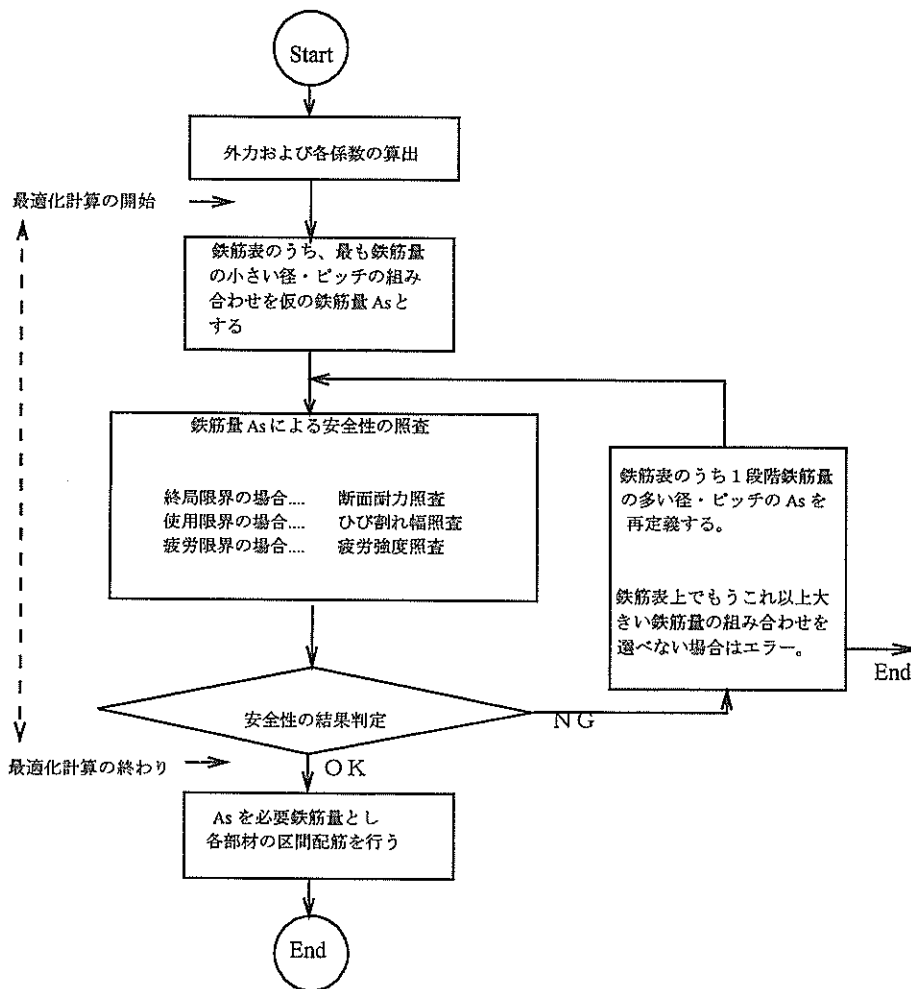 Start
外力および各係数の算出
最適化計算の開始
鉄筋表のうち、最も鉄筋量
の小さい径・ピッチの組み
合わせを仮の鉄筋量 As と
する
鉄筋量 As による安全性の照査
終局限界の場合.... 断面耐力照査
使用限界の場合.... ひび割れ幅照査
疲労限界の場合.... 疲労強度照査
鉄筋表のうち１段階鉄筋量
の多い径・ピッチの As を
再定義する。
鉄筋表上でもうこれ以上大
きい鉄筋量の組み合わせを
選べない場合はエラー。
End
安全性の結果判定
ＮＧ
最適化計算の終わり
ＯＫ
As を必要鉄筋量とし
各部材の区間配筋を行う
End